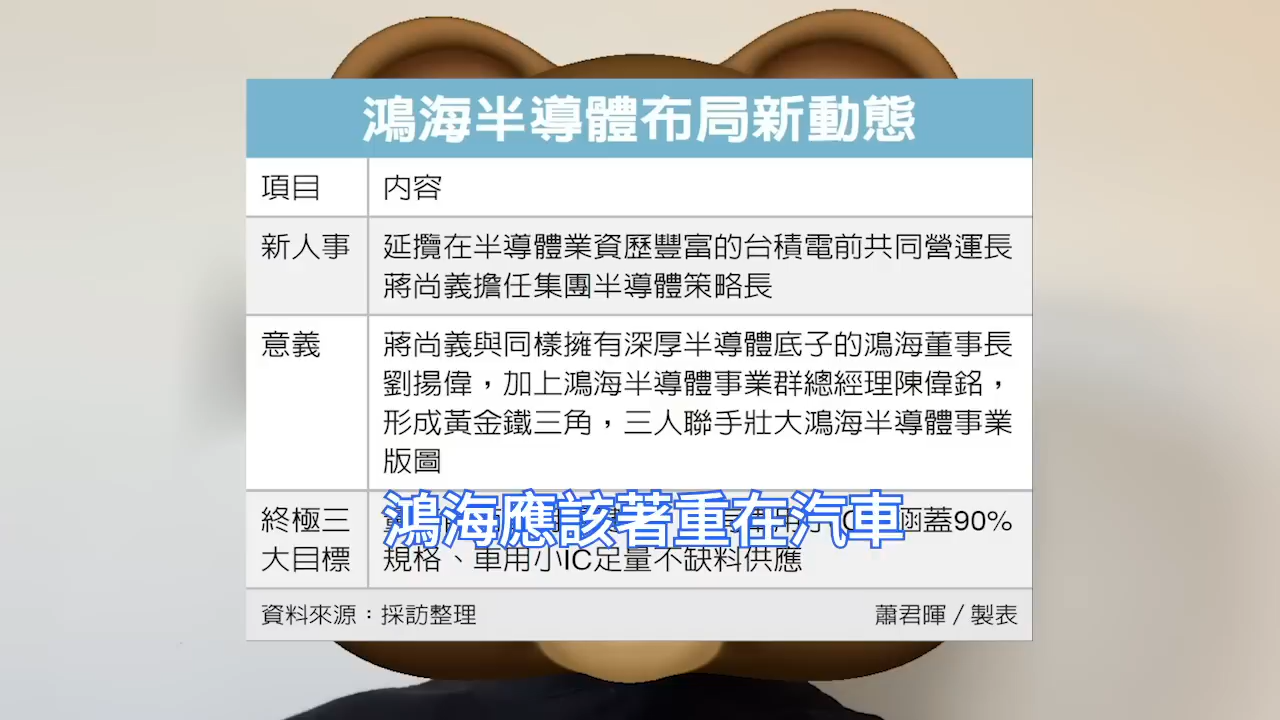 鴻海半導體布局新動態
項目
內容
新人事
延攬在半導體業資歷豐富的台積電前共同營運長
蔣尚義擔任集團半導體策略長
意義
蔣尚義與同樣擁有深厚半導體底子的鴻海董事長
劉揚偉，加上鴻海半導體事業群總經理陳偉銘，
形成黃金鐵三角，三人聯手壯大鴻海半導體事業
版圖
終極三
大目標
涵蓋90%
規格、車用小IC足量不缺料供應
鴻海應該著重在汽車
資料來源：採訪整理
蕭君暉／製表